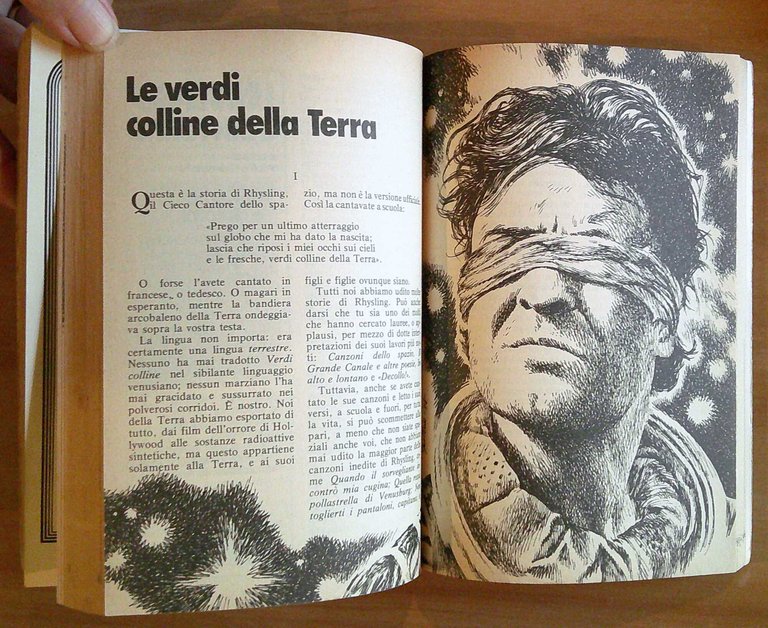 Le verdi
colline della Terra
I
Questa è la storia di Rhysling,
il Cieco Cantore dello spa-
zio, ma non è la versione ufficiale.
Così la cantavate a scuola:
«Prego per un ultimo atterraggio
sul globo che mi ha dato la nascita;
lascia che riposi i miei occhi sui cieli
e le fresche, verdi colline della Terra».
O forse l'avete cantato in
francese, o tedesco. O magari in
esperanto, mentre la bandiera
arcobaleno della Terra ondeggia-
va sopra la vostra testa.
La lingua non importa: era
certamente una lingua terrestre.
Nessuno ha mai tradotto Verdi
colline nel sibilante linguaggio
venusiano; nessun marziano l'ha
mai gracidato e sussurrato nei
polverosi corridoi. È nostro. Noi
della Terra abbiamo esportato di
tutto, dai film dell'orrore di Hol-
lywood alle sostanze radioattive
sintetiche, ma questo appartiene
solamente alla Terra, e ai suoi
figli e figlie ovunque siano.
Tutti noi abbiamo udito molte
storie di Rhysling. Può anche
darsi che tu sia uno dei molti
che hanno cercato lauree, o ap-
plausi, per mezzo di dotte inter-
pretazioni dei suoi lavori più no-
ti: Canzoni dello spazio, Il
Grande Canale e altre poesie,
alto e lontano e «Decollo!».
Tuttavia, anche se avete can-
tato le sue canzoni e letto i suoi
versi, a scuola e fuori, per tutta
la vita, si può scommettere alla
pari, a meno che non siate spa-
ziali anche voi, che non abbiate
mai udito la maggior parte delle
canzoni inedite di Rhysling, co-
me Quando il sorvegliante in-
contrò mia cugina; Quella
pollastrella di Venusburg;
toglierti i pantaloni, capitano